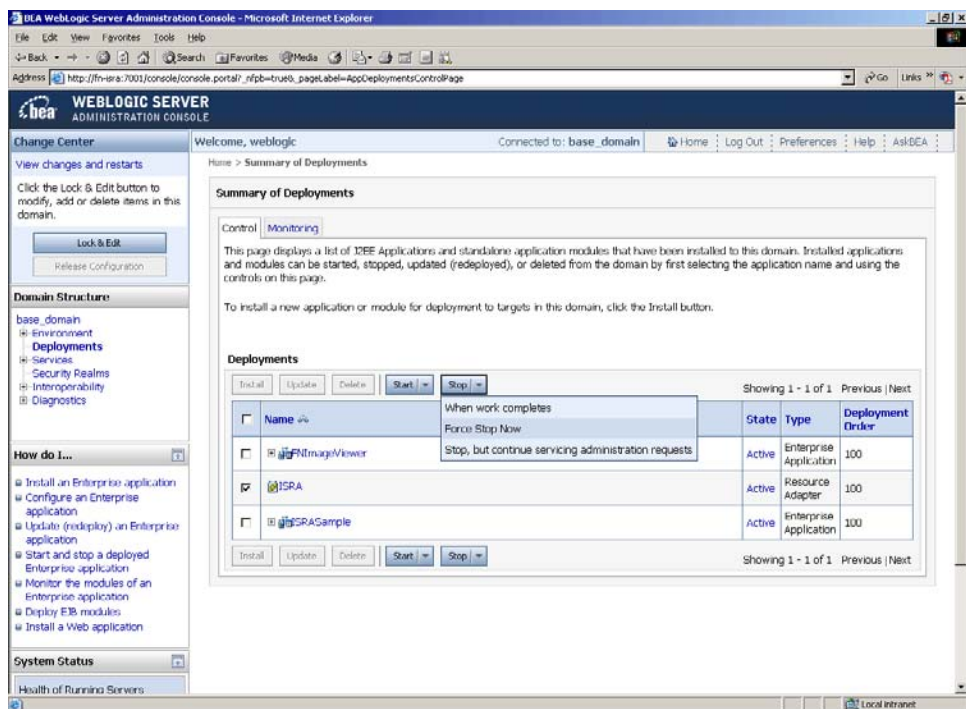 BEA WebLogic Server Administration Console - Microsoft Internet Explorer
File Edit View Favorites Tools Help
Back Search Favorites Media
Address http://fn-isra:7001/console/console.portal?_nfpb=true&_pageLabel=AppDeploymentsControlPage Go Links »
bea WEBLOGIC SERVER
ADMINISTRATION CONSOLE
Change Center
View changes and restarts
Click the Lock & Edit button to
modify, add or delete items in this
domain.
Lock & Edit
Release Configuration
Domain Structure
base_domain
Environment
Deployments
Services
Security Realms
Interoperability
Diagnostics
How do I...
Install an Enterprise application
Configure an Enterprise
application
Update (redeploy) an Enterprise
application
Start and stop a deployed
Enterprise application
Monitor the modules of an
Enterprise application
Deploy EJB modules
Install a Web application
System Status
Health of Running Servers
Welcome, weblogic Connected to: base_domain Home Log Out Preferences Help AskBEA
Home > Summary of Deployments
Summary of Deployments
Control Monitoring
This page displays a list of J2EE Applications and standalone application modules that have been installed to this domain. Installed applications
and modules can be started, stopped, updated (redeployed), or deleted from the domain by first selecting the application name and using the
controls on this page.
To install a new application or module for deployment to targets in this domain, click the Install button.
Deployments
Install Update Delete Start Stop Showing 1 - 1 of 1 Previous | Next
When work completes
Force Stop Now
Stop, but continue servicing administration requests
Name State Type Deployment Order
FNImageViewer Active Enterprise Application 100
ISRA Active Resource Adapter 100
ISRASample Active Enterprise Application 100
Install Update Delete Start Stop Showing 1 - 1 of 1 Previous | Next
Local intranet